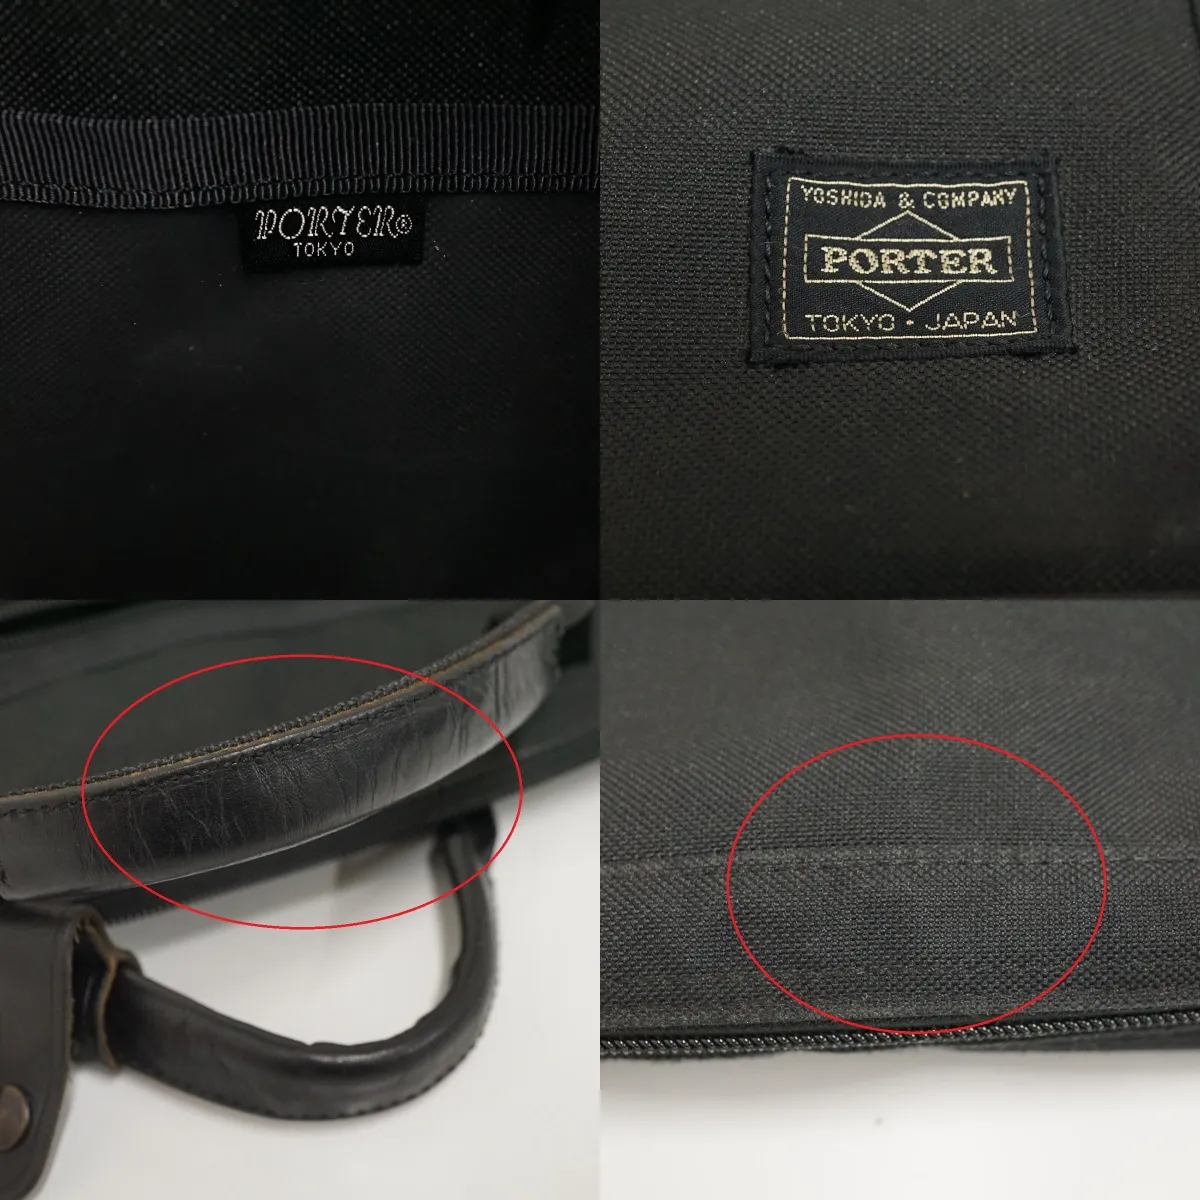 PORTER®
TOKYO
YOSHIDA & COMPANY
PORTER
TOKYO · JAPAN